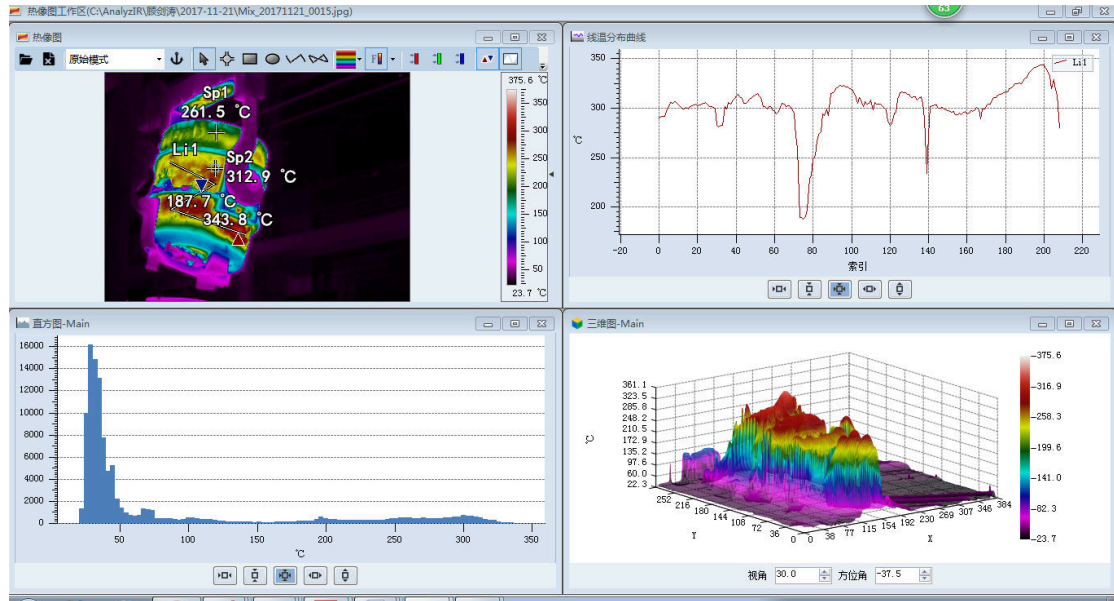 热像图工作区(C:\AnalyzIR\顾剑涛\2017-11-21\Mix_20171121_0015.jpg)
63
热像图
原始模式
Sp1
261.5 ℃
Li1
Sp2
312.9 ℃
187.7 ℃
343.8 ℃
375.6 ℃
350
300
250
200
150
100
50
23.7 ℃
线温分布曲线
Li1
℃
350
300
250
200
-20 0 20 40 60 80 100 120 140 160 180 200 220
索引
直方图-Main
16000
14000
12000
10000
8000
6000
4000
2000
0
50 100 150 200 250 300 350
℃
三维图-Main
℃
361.1
323.5
285.8
248.2
210.5
172.9
135.2
97.6
60.0
22.3
252 216 180 144 108 72 36 0
Y
0 38 77 115 154 192 230 269 307 346 384
X
375.6
316.9
258.3
199.6
141.0
82.3
23.7
视角 30.0 方位角 -37.5